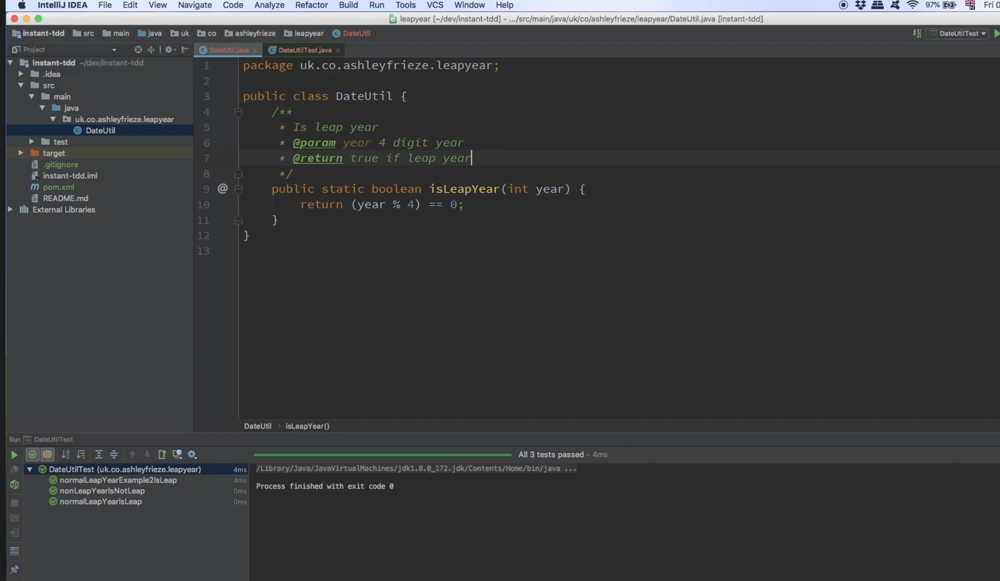 IntelliJ IDEA File Edit View Navigate Code Analyze Refactor Build Run Tools VCS Window Help 97% Fri
leapyear [~/dev/instant-tdd] - .../src/main/java/uk/co/ashleyfrieze/leapyear/DateUtil.java [instant-tdd]
instant-tdd src main java uk co ashleyfrieze leapyear DateUtil DateUtilTest
Project
DateUtil.java DateUtilTest.java
instant-tdd ~/dev/instant-tdd
.idea
src
main
java
uk.co.ashleyfrieze.leapyear
DateUtil
test
target
.gitignore
instant-tdd.iml
pom.xml
README.md
External Libraries
1 package uk.co.ashleyfrieze.leapyear;
2
3 public class DateUtil {
4 /**
5 * Is leap year
6 * @param year 4 digit year
7 * @return true if leap year
8 */
9 @ public static boolean isLeapYear(int year) {
10 return (year % 4) == 0;
11 }
12 }
13
DateUtil › isLeapYear()
Run DateUtilTest
All 3 tests passed - 4ms
DateUtilTest (uk.co.ashleyfrieze.leapyear) 4ms
normalLeapYearExample2IsLeap 4ms
nonLeapYearIsNotLeap 0ms
normalLeapYearIsLeap 0ms
/Library/Java/JavaVirtualMachines/jdk1.8.0_172.jdk/Contents/Home/bin/java ...
Process finished with exit code 0